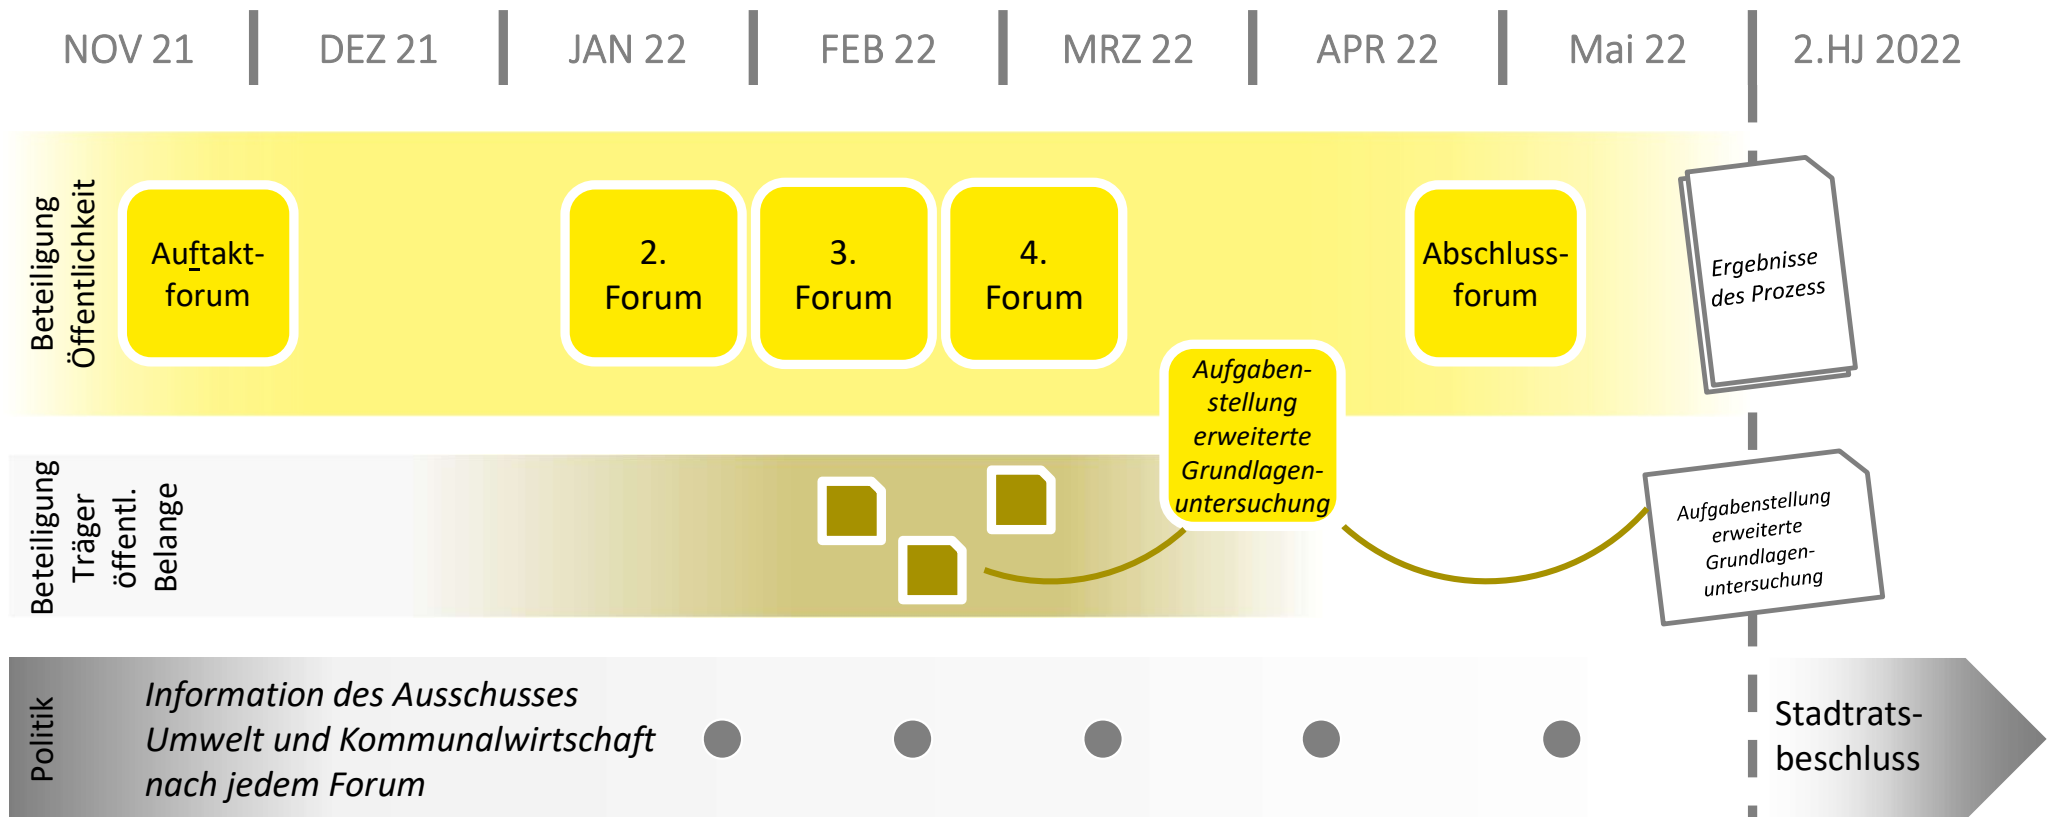 NOV 21
DEZ 21
JAN 22
FEB 22
MRZ 22
APR 22
Mai 22
2.HJ 2022
Beteiligung
Öffentlichkeit
Auftakt-
forum
2.
Forum
3.
Forum
4.
Forum
Abschluss-
forum
Ergebnisse
des Prozess
Aufgaben-
stellung
erweiterte
Grundlagen-
untersuchung
Beteiligung
Träger
öffentl.
Belange
Aufgabenstellung
erweiterte
Grundlagen-
untersuchung
Politik
Information des Ausschusses
Umwelt und Kommunalwirtschaft
nach jedem Forum
Stadtrats-
beschluss